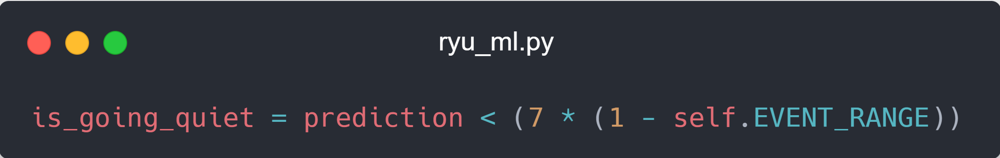 ryu_ml.py
is_going_quiet = prediction < (7 * (1 - self.EVENT_RANGE))